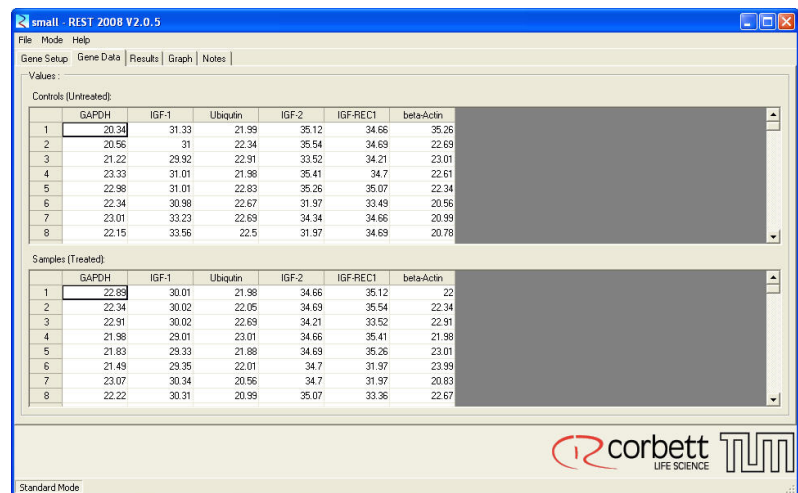 small - REST 2008 V2.0.5
File Mode Help
Gene Setup Gene Data Results Graph Notes
Values :
Controls (Untreated):
GAPDH IGF-1 Ubiqutin IGF-2 IGF-REC1 beta-Actin
1 20.34 31.33 21.99 35.12 34.66 35.26
2 20.56 31 22.34 35.54 34.69 22.69
3 21.22 29.92 22.91 33.52 34.21 23.01
4 23.33 31.01 21.98 35.41 34.7 22.61
5 22.98 31.01 22.83 35.26 35.07 22.34
6 22.34 30.98 22.67 31.97 33.49 20.56
7 23.01 33.23 22.69 34.34 34.66 20.99
8 22.15 33.56 22.5 31.97 34.69 20.78
Samples (Treated):
GAPDH IGF-1 Ubiqutin IGF-2 IGF-REC1 beta-Actin
1 22.89 30.01 21.98 34.66 35.12 22
2 22.34 30.02 22.05 34.69 35.54 22.34
3 22.91 30.02 22.69 34.21 33.52 22.91
4 21.98 29.01 23.01 34.66 35.41 21.98
5 21.83 29.33 21.88 34.69 35.26 23.01
6 21.49 29.35 22.01 34.7 31.97 23.99
7 23.07 30.34 20.56 34.7 31.97 20.83
8 22.22 30.31 20.99 35.07 33.36 22.67
corbett TUM
LIFE SCIENCE
Standard Mode